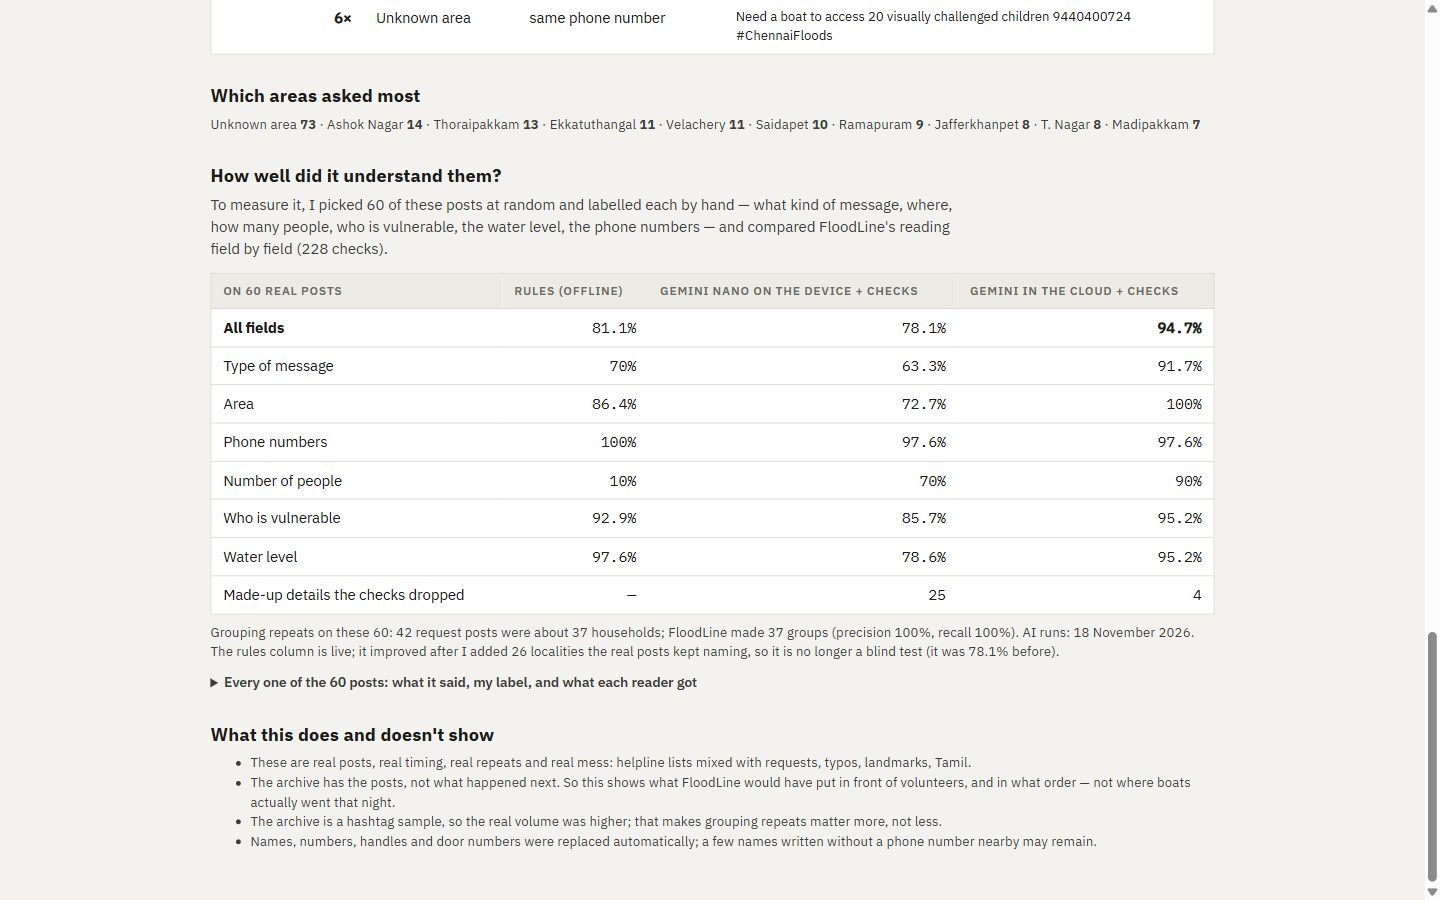 6× Unknown area same phone number Need a boat to access 20 visually challenged children 9440400724
#ChennaiFloods
Which areas asked most
Unknown area 73 · Ashok Nagar 14 · Thoraipakkam 13 · Ekkatuthangal 11 · Velachery 11 · Saidapet 10 · Ramapuram 9 · Jafferkhanpet 8 · T. Nagar 8 · Madipakkam 7
How well did it understand them?
To measure it, I picked 60 of these posts at random and labelled each by hand — what kind of message, where,
how many people, who is vulnerable, the water level, the phone numbers — and compared FloodLine's reading
field by field (228 checks).
ON 60 REAL POSTS RULES (OFFLINE) GEMINI NANO ON THE DEVICE + CHECKS GEMINI IN THE CLOUD + CHECKS
All fields 81.1% 78.1% 94.7%
Type of message 70% 63.3% 91.7%
Area 86.4% 72.7% 100%
Phone numbers 100% 97.6% 97.6%
Number of people 10% 70% 90%
Who is vulnerable 92.9% 85.7% 95.2%
Water level 97.6% 78.6% 95.2%
Made-up details the checks dropped — 25 4
Grouping repeats on these 60: 42 request posts were about 37 households; FloodLine made 37 groups (precision 100%, recall 100%). AI runs: 18 November 2026.
The rules column is live; it improved after I added 26 localities the real posts kept naming, so it is no longer a blind test (it was 78.1% before).
▶ Every one of the 60 posts: what it said, my label, and what each reader got
What this does and doesn't show
• These are real posts, real timing, real repeats and real mess: helpline lists mixed with requests, typos, landmarks, Tamil.
• The archive has the posts, not what happened next. So this shows what FloodLine would have put in front of volunteers, and in what order — not where boats
actually went that night.
• The archive is a hashtag sample, so the real volume was higher; that makes grouping repeats matter more, not less.
• Names, numbers, handles and door numbers were replaced automatically; a few names written without a phone number nearby may remain.